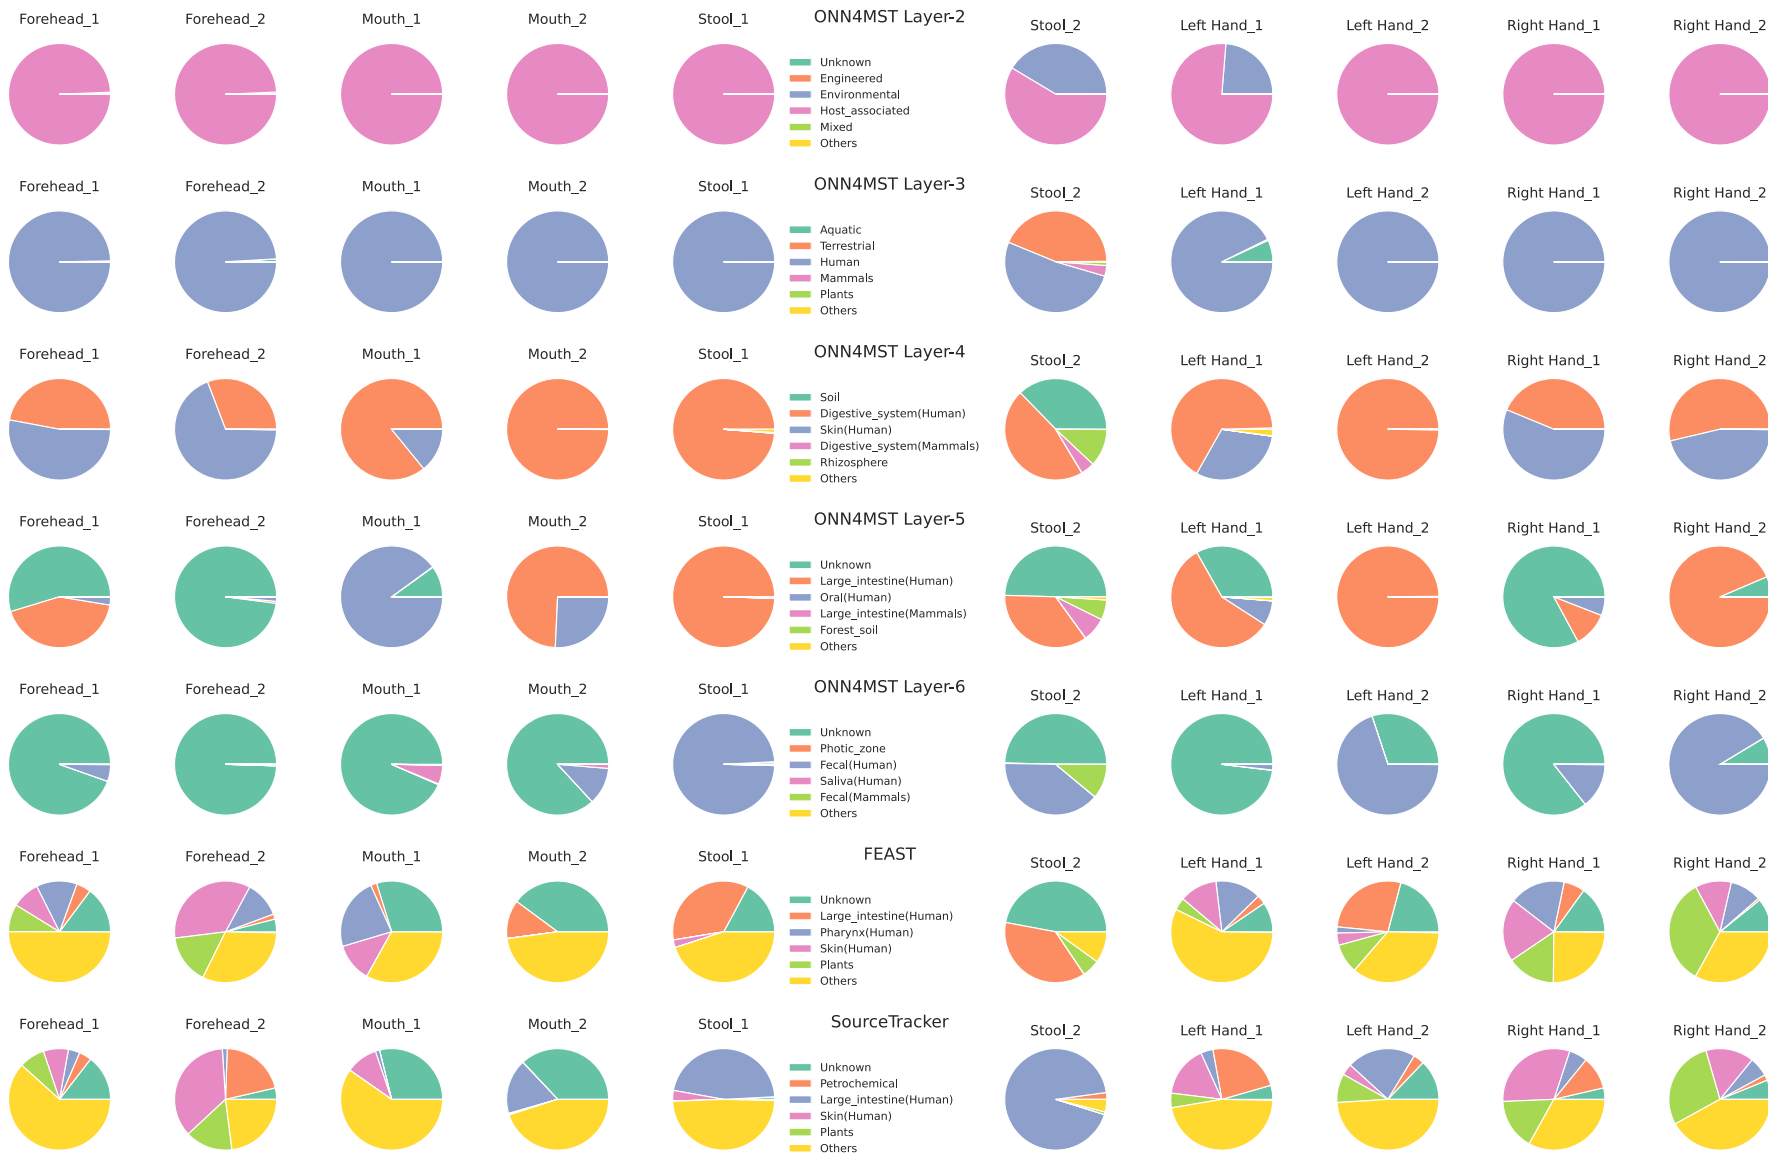 Forehead_1 Forehead_2 Mouth_1 Mouth_2 Stool_1 ONN4MST Layer-2 Stool_2 Left Hand_1 Left Hand_2 Right Hand_1 Right Hand_2
Unknown
Engineered
Environmental
Host_associated
Mixed
Others
Forehead_1 Forehead_2 Mouth_1 Mouth_2 Stool_1 ONN4MST Layer-3 Stool_2 Left Hand_1 Left Hand_2 Right Hand_1 Right Hand_2
Aquatic
Terrestrial
Human
Mammals
Plants
Others
Forehead_1 Forehead_2 Mouth_1 Mouth_2 Stool_1 ONN4MST Layer-4 Stool_2 Left Hand_1 Left Hand_2 Right Hand_1 Right Hand_2
Soil
Digestive_system(Human)
Skin(Human)
Digestive_system(Mammals)
Rhizosphere
Others
Forehead_1 Forehead_2 Mouth_1 Mouth_2 Stool_1 ONN4MST Layer-5 Stool_2 Left Hand_1 Left Hand_2 Right Hand_1 Right Hand_2
Unknown
Large_intestine(Human)
Oral(Human)
Large_intestine(Mammals)
Forest_soil
Others
Forehead_1 Forehead_2 Mouth_1 Mouth_2 Stool_1 ONN4MST Layer-6 Stool_2 Left Hand_1 Left Hand_2 Right Hand_1 Right Hand_2
Unknown
Photic_zone
Fecal(Human)
Saliva(Human)
Fecal(Mammals)
Others
Forehead_1 Forehead_2 Mouth_1 Mouth_2 Stool_1 FEAST Stool_2 Left Hand_1 Left Hand_2 Right Hand_1 Right Hand_2
Unknown
Large_intestine(Human)
Pharynx(Human)
Skin(Human)
Plants
Others
Forehead_1 Forehead_2 Mouth_1 Mouth_2 Stool_1 SourceTracker Stool_2 Left Hand_1 Left Hand_2 Right Hand_1 Right Hand_2
Unknown
Petrochemical
Large_intestine(Human)
Skin(Human)
Plants
Others